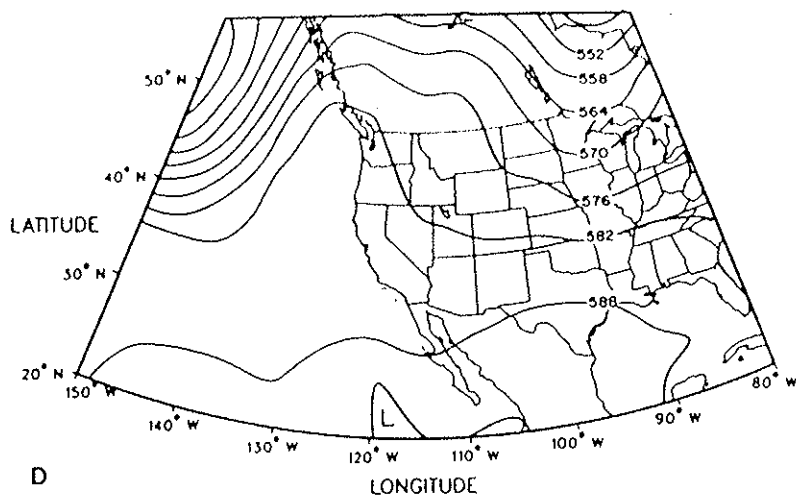 552
50° N
558
564
570
40° N
576
LATITUDE
582
30° N
588
20° N
150° W
80° W
L
90° W
140° W
100° W
130° W
120° W
110° W
D
LONGITUDE